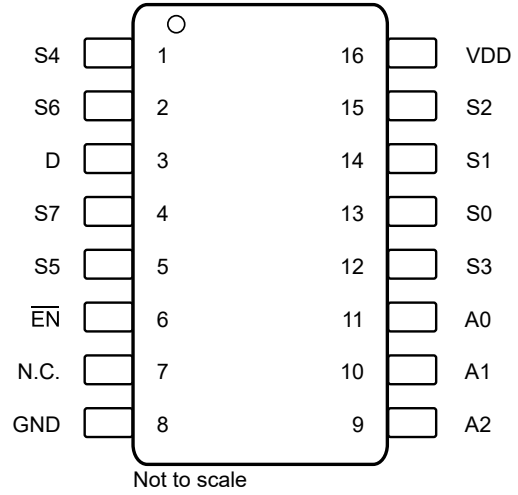 S4 1 16 VDD
S6 2 15 S2
D 3 14 S1
S7 4 13 S0
S5 5 12 S3
E̅N̅ 6 11 A0
N.C. 7 10 A1
GND 8 9 A2
Not to scale